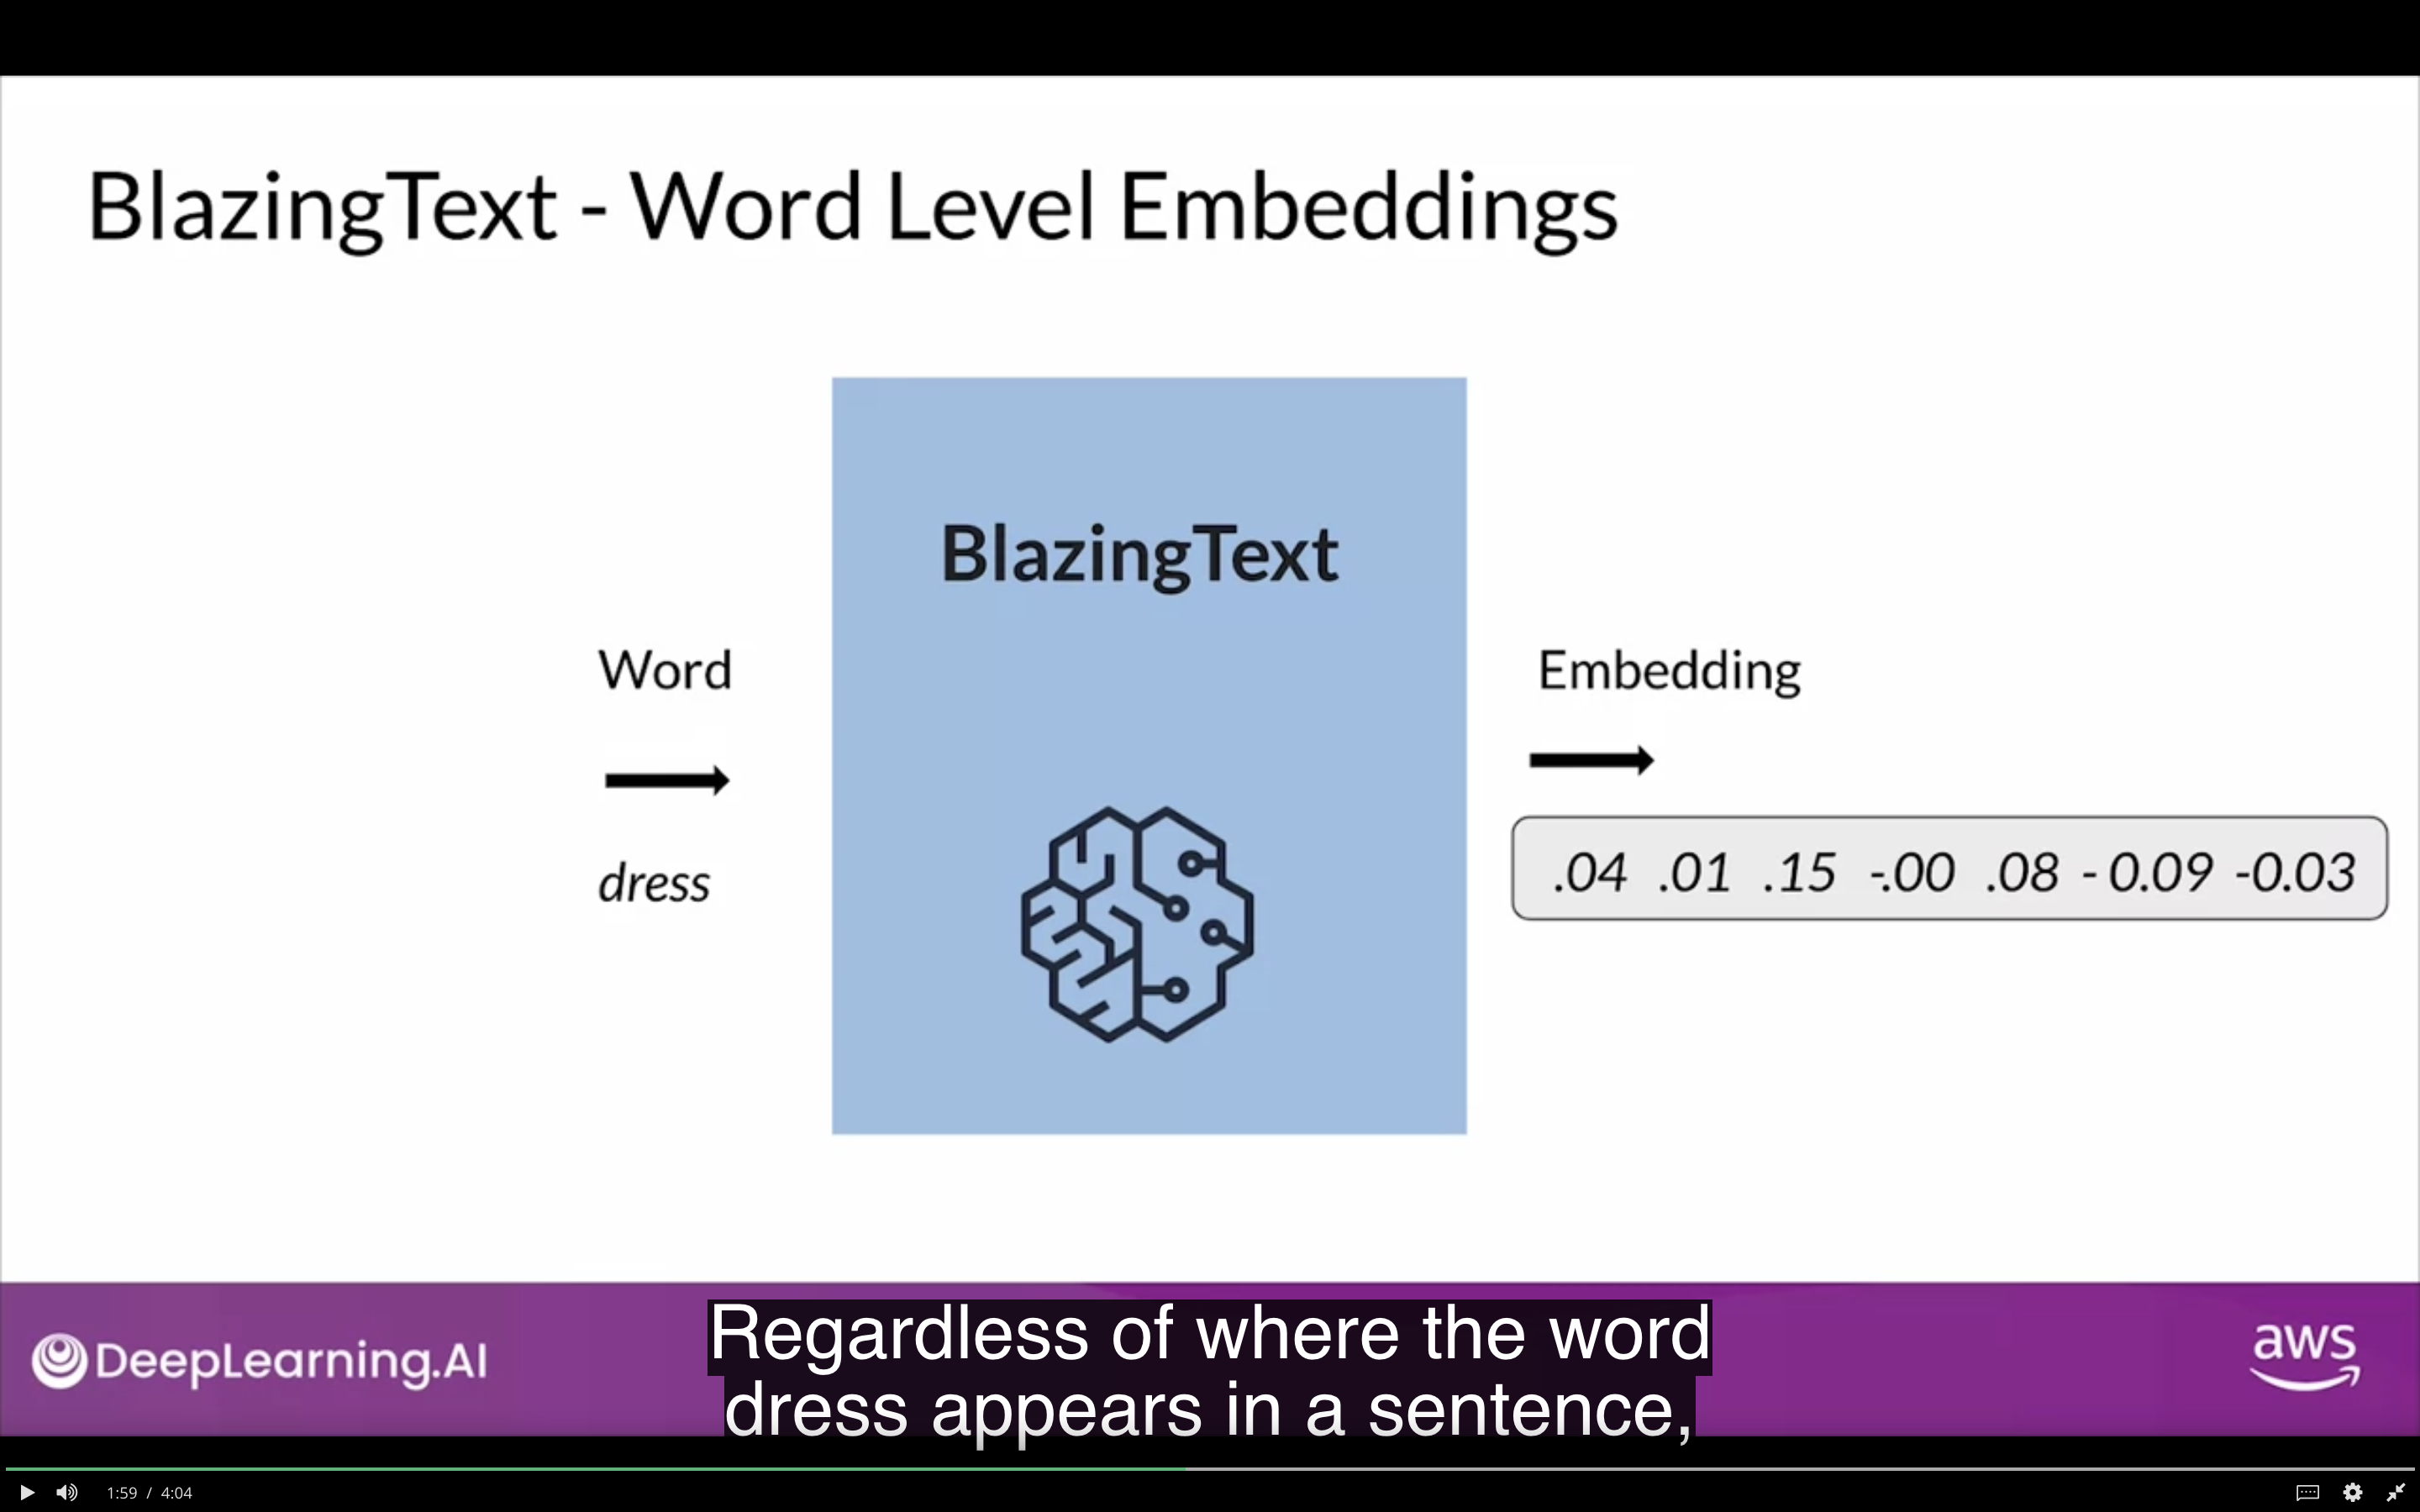 BlazingText - Word Level Embeddings
BlazingText
Word
dress
Embedding
.04 .01 .15 -.00 .08 - 0.09 -0.03
DeepLearning.AI
Regardless of where the word
dress appears in a sentence,
aws
1:59 / 4:04